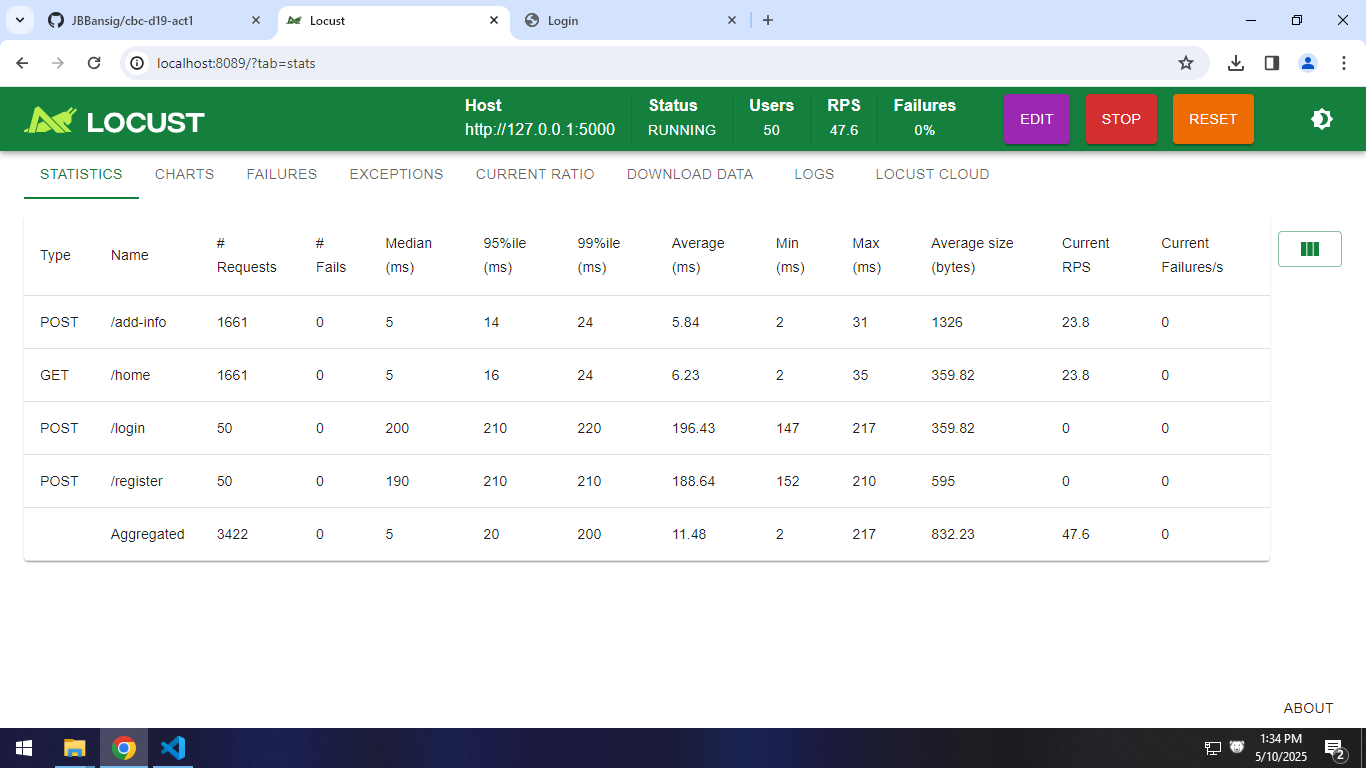 JBBansig/cbc-d19-act1
Locust
Login
localhost:8089/?tab=stats
LOCUST
Host
http://127.0.0.1:5000
Status
RUNNING
Users
50
RPS
47.6
Failures
0%
EDIT
STOP
RESET
STATISTICS CHARTS FAILURES EXCEPTIONS CURRENT RATIO DOWNLOAD DATA LOGS LOCUST CLOUD
Type Name # Requests # Fails Median (ms) 95%ile (ms) 99%ile (ms) Average (ms) Min (ms) Max (ms) Average size (bytes) Current RPS Current Failures/s
POST /add-info 1661 0 5 14 24 5.84 2 31 1326 23.8 0
GET /home 1661 0 5 16 24 6.23 2 35 359.82 23.8 0
POST /login 50 0 200 210 220 196.43 147 217 359.82 0 0
POST /register 50 0 190 210 210 188.64 152 210 595 0 0
Aggregated 3422 0 5 20 200 11.48 2 217 832.23 47.6 0
ABOUT
1:34 PM
5/10/2025
2